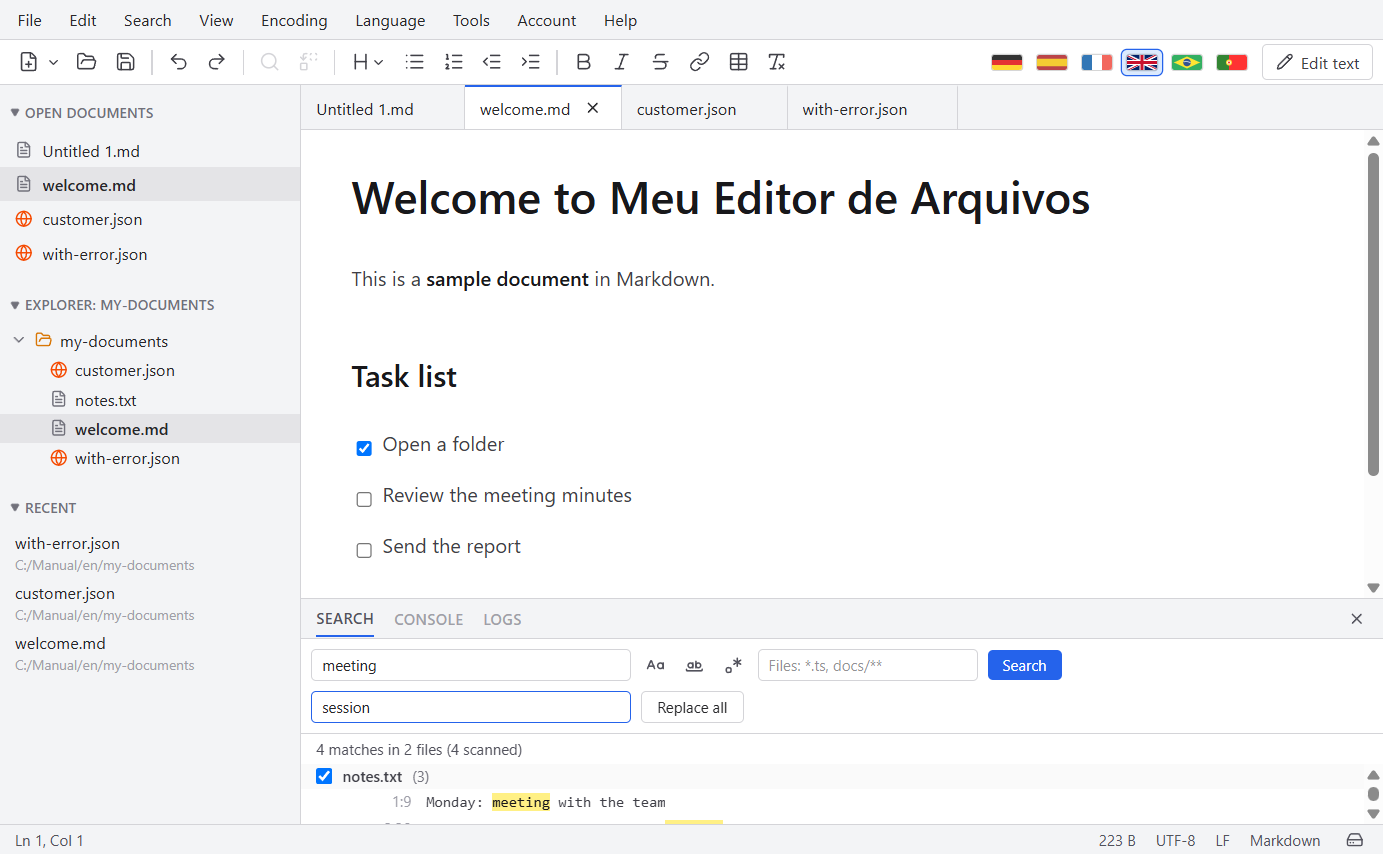 File Edit Search View Encoding Language Tools Account Help
Edit text
OPEN DOCUMENTS
Untitled 1.md
welcome.md
customer.json
with-error.json
EXPLORER: MY-DOCUMENTS
my-documents
customer.json
notes.txt
welcome.md
with-error.json
RECENT
with-error.json
C:/Manual/en/my-documents
customer.json
C:/Manual/en/my-documents
welcome.md
C:/Manual/en/my-documents
Untitled 1.md welcome.md customer.json with-error.json
Welcome to Meu Editor de Arquivos
This is a sample document in Markdown.
Task list
Open a folder
Review the meeting minutes
Send the report
SEARCH CONSOLE LOGS
meeting Aa ab Files: *.ts, docs/** Search
session Replace all
4 matches in 2 files (4 scanned)
notes.txt (3)
1:9 Monday: meeting with the team
Ln 1, Col 1 223 B UTF-8 LF Markdown